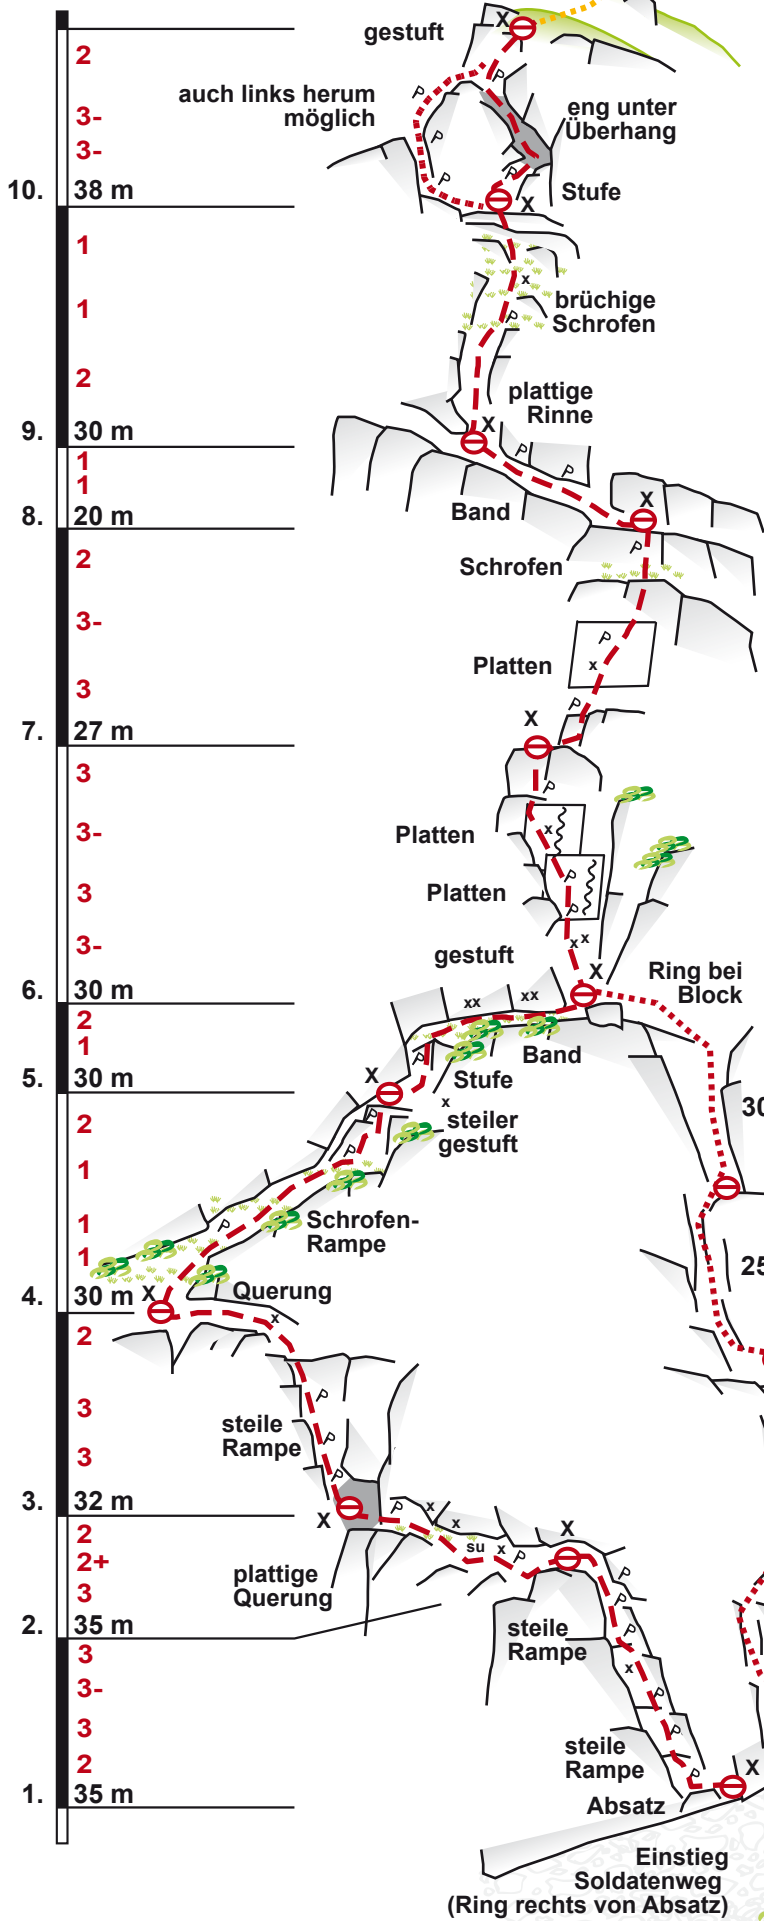 gestuft
X
2
auch links herum
möglich
P
P
eng unter
Überhang
3-
3-
P
P
P
10.
38 m
Stufe
X
1
x
1
brüchige
Schrofen
P
2
plattige
Rinne
9.
30 m
X
1
1
P
P
P
8.
20 m
Band
X
2
Schrofen
P
3-
P
Platten
x
3
P
7.
27 m
X
3
P
3-
Platten
x
3
Platten
P
P
3-
gestuft
x x
X
Ring bei
Block
6.
30 m
xx
xx
2
1
Band
P
Stufe
5.
30 m
X
x
30
2
steiler
gestuft
P
P
1
1
Schrofen-
Rampe
P
1
25
4.
30 m
X
Querung
2
x
P
3
steile
Rampe
P
3
P
3.
32 m
X
P
x
x
X
2
su
x
P
2+
plattige
Querung
P
3
P
2.
35 m
steile
Rampe
P
3
x
3-
P
3
steile
Rampe
P
2
X
1.
35 m
P
Absatz
Einstieg
Soldatenweg
(Ring rechts von Absatz)